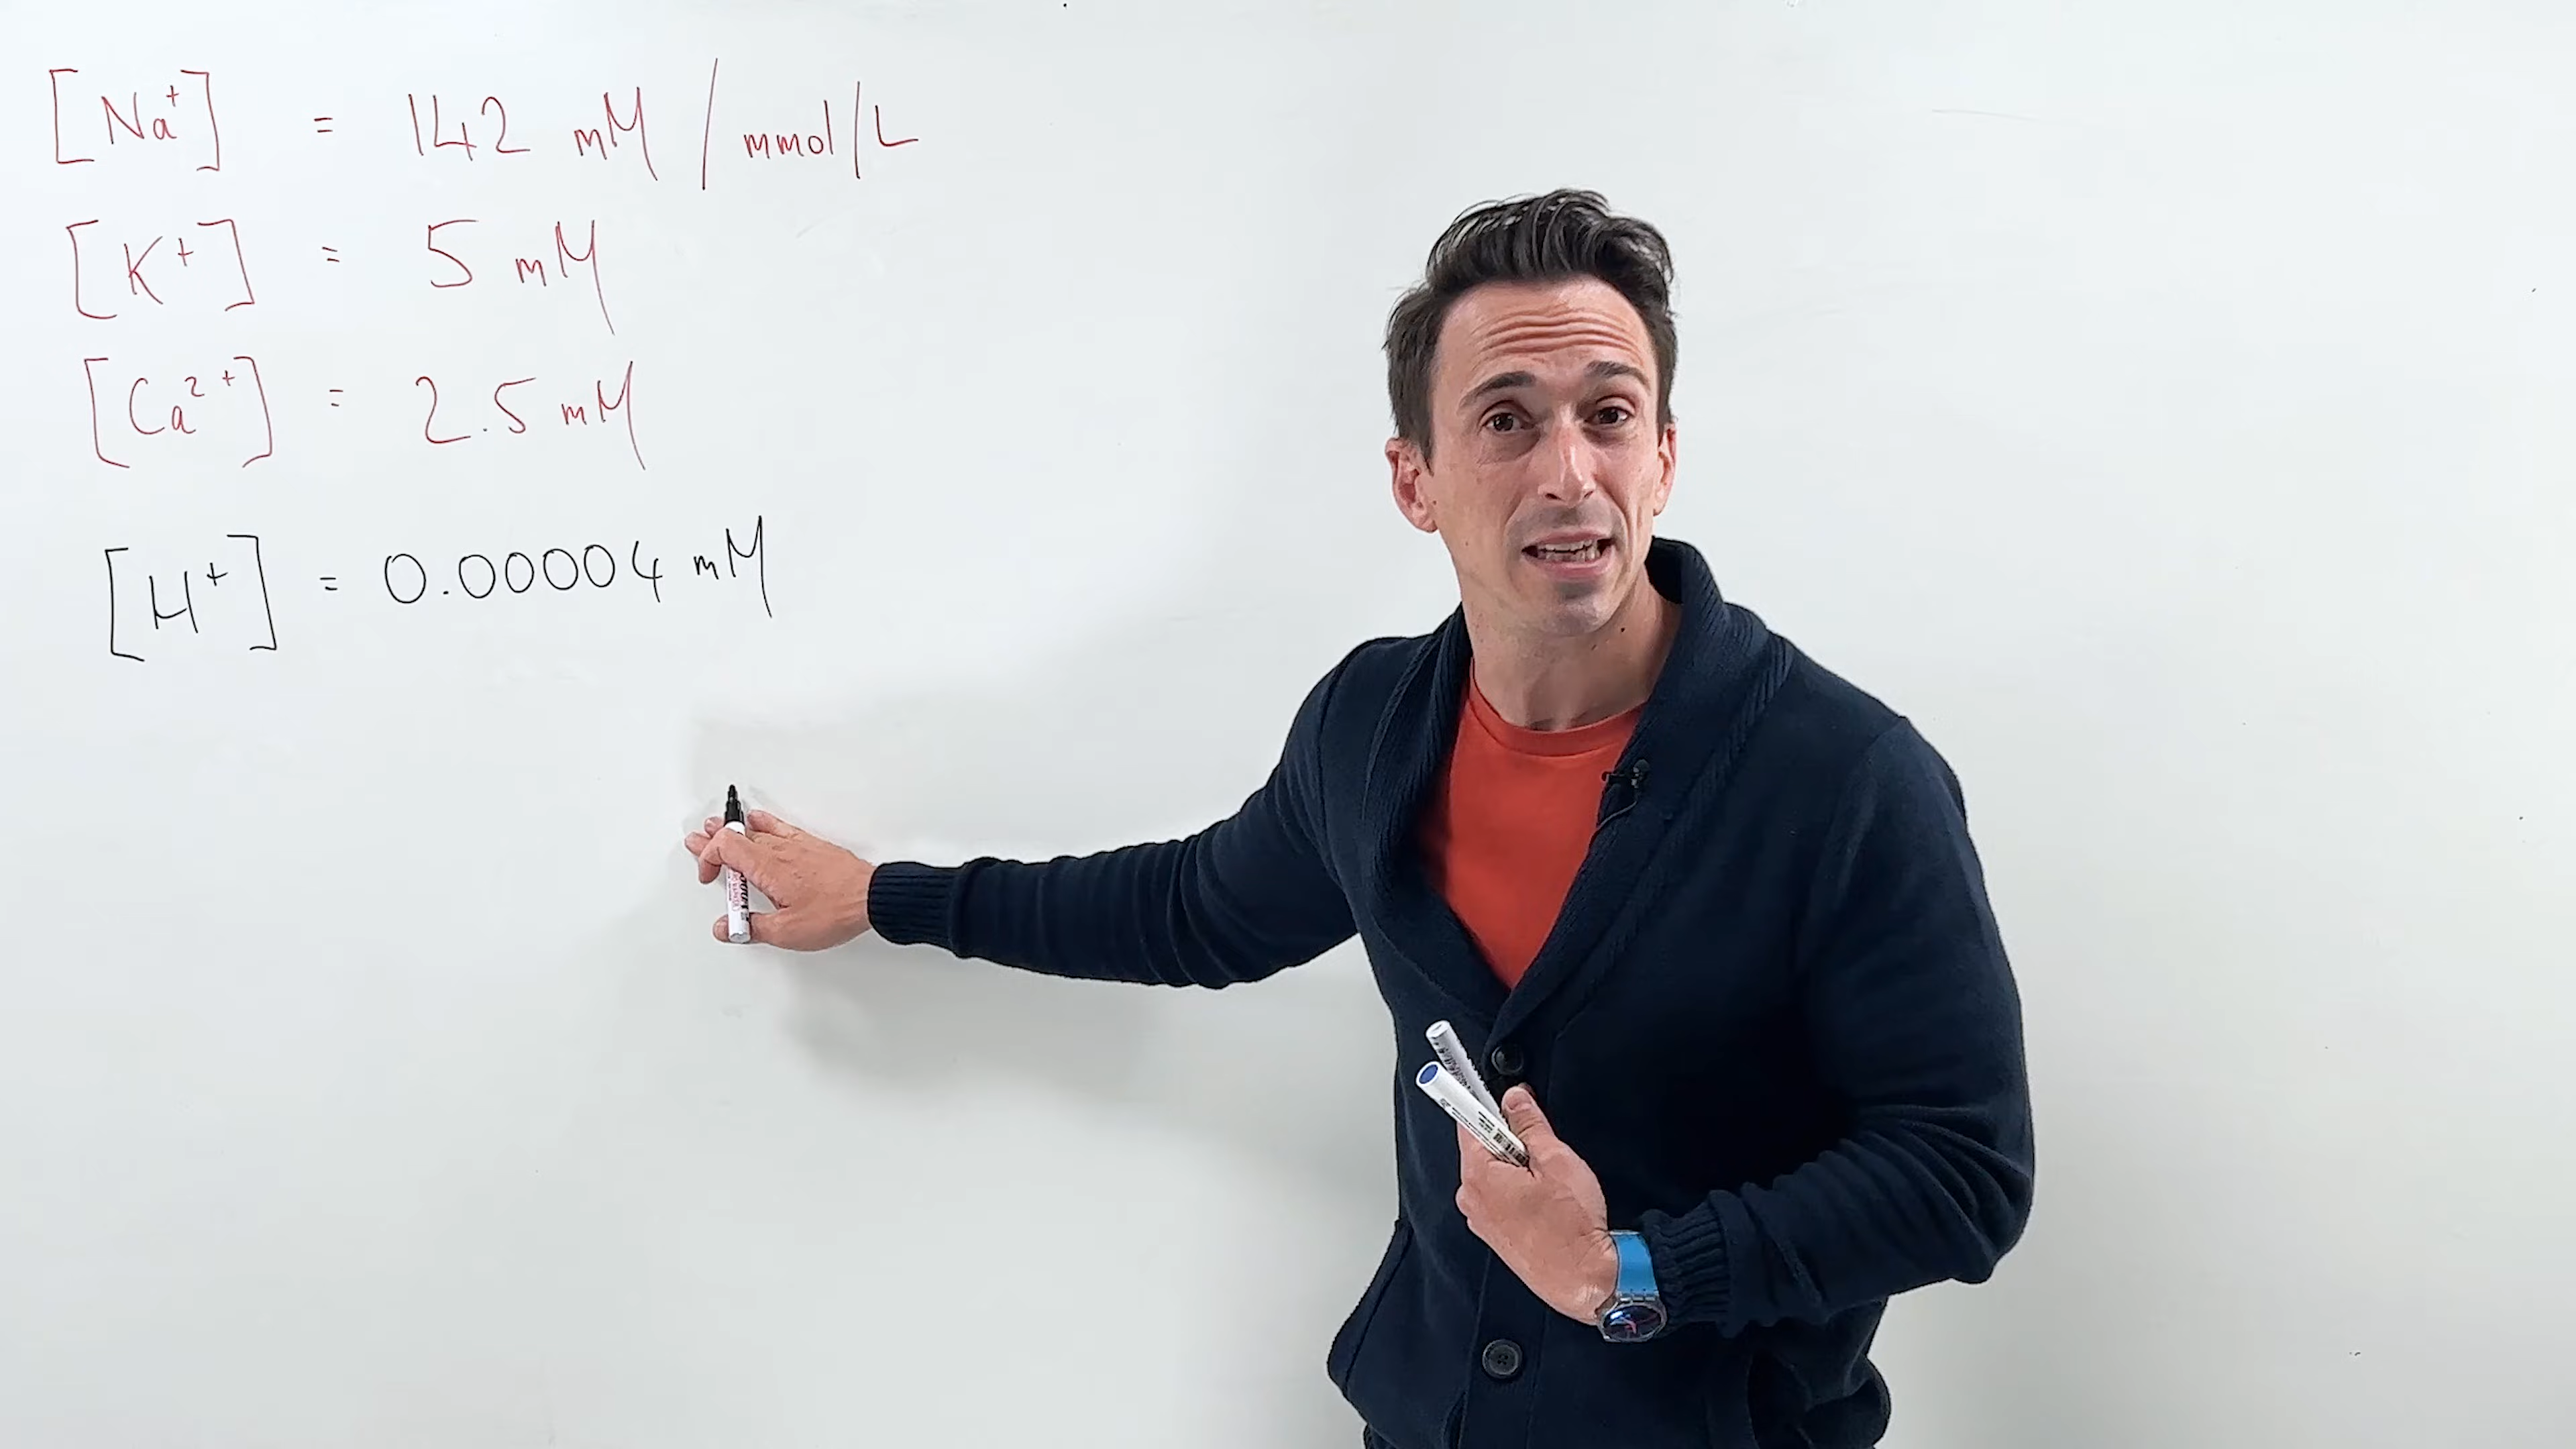 [Na⁺] = 142 mM / mmol/L
[K⁺] = 5 mM
[Ca²⁺] = 2.5 mM
[H⁺] = 0.00004 mM